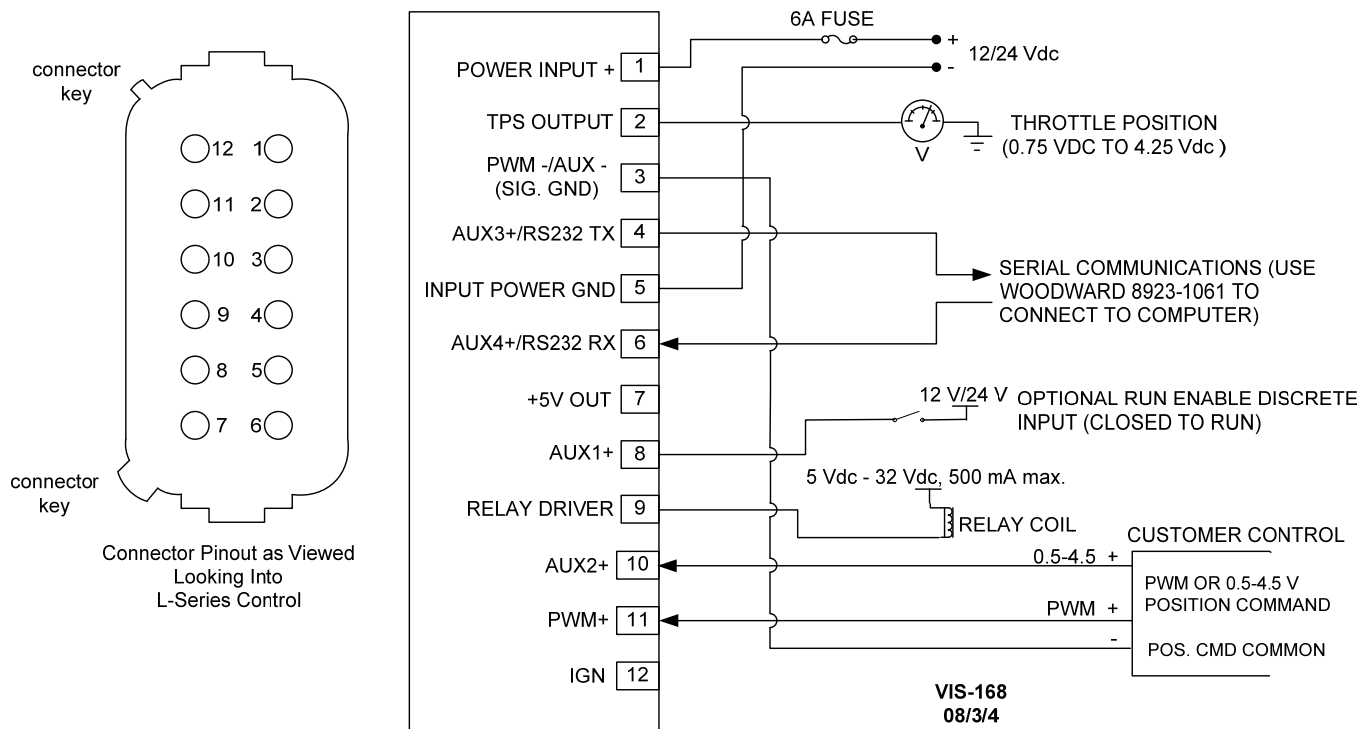 connector
key
12 1
11 2
10 3
9 4
8 5
7 6
connector
key
Connector Pinout as Viewed
Looking Into
L-Series Control
POWER INPUT + 1
TPS OUTPUT 2
PWM -/AUX -
(SIG. GND) 3
AUX3+/RS232 TX 4
INPUT POWER GND 5
AUX4+/RS232 RX 6
+5V OUT 7
AUX1+ 8
RELAY DRIVER 9
AUX2+ 10
PWM+ 11
IGN 12
6A FUSE
+
12/24 Vdc
-
V
THROTTLE POSITION
(0.75 VDC TO 4.25 Vdc )
SERIAL COMMUNICATIONS (USE
WOODWARD 8923-1061 TO
CONNECT TO COMPUTER)
12 V/24 V
OPTIONAL RUN ENABLE DISCRETE
INPUT (CLOSED TO RUN)
5 Vdc - 32 Vdc, 500 mA max.
RELAY COIL
CUSTOMER CONTROL
0.5-4.5 +
PWM OR 0.5-4.5 V
POSITION COMMAND
PWM +
-
POS. CMD COMMON
VIS-168
08/3/4